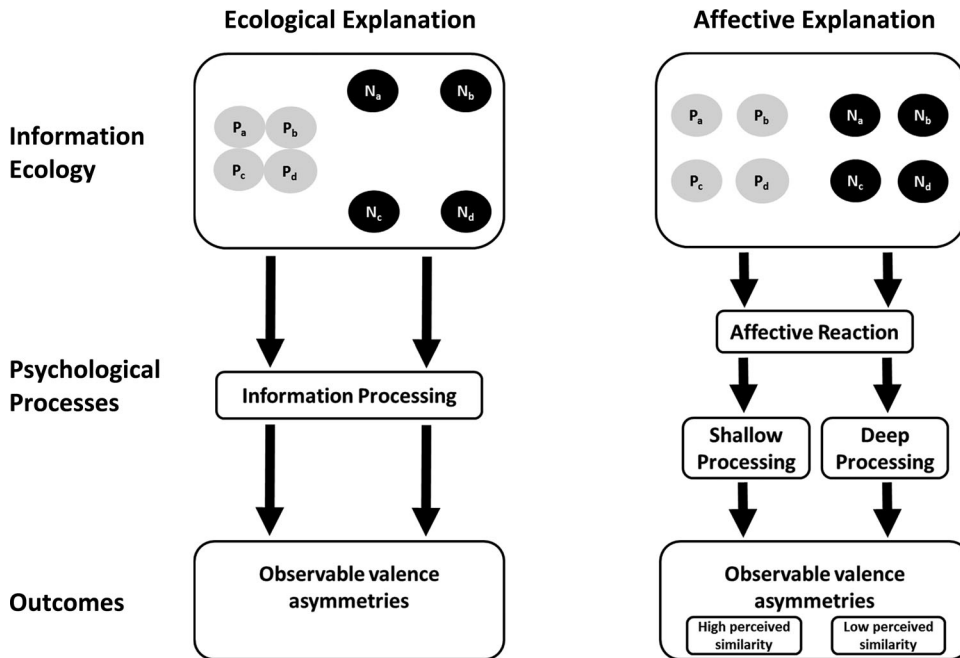 Ecological Explanation
Affective Explanation
Information
Ecology
Na
Nb
Pa
Pb
Pc
Pd
Nc
Nd
Pa
Pb
Na
Nb
Pc
Pd
Nc
Nd
Psychological
Processes
Information Processing
Affective Reaction
Shallow
Processing
Deep
Processing
Outcomes
Observable valence
asymmetries
Observable valence
asymmetries
High perceived
similarity
Low perceived
similarity